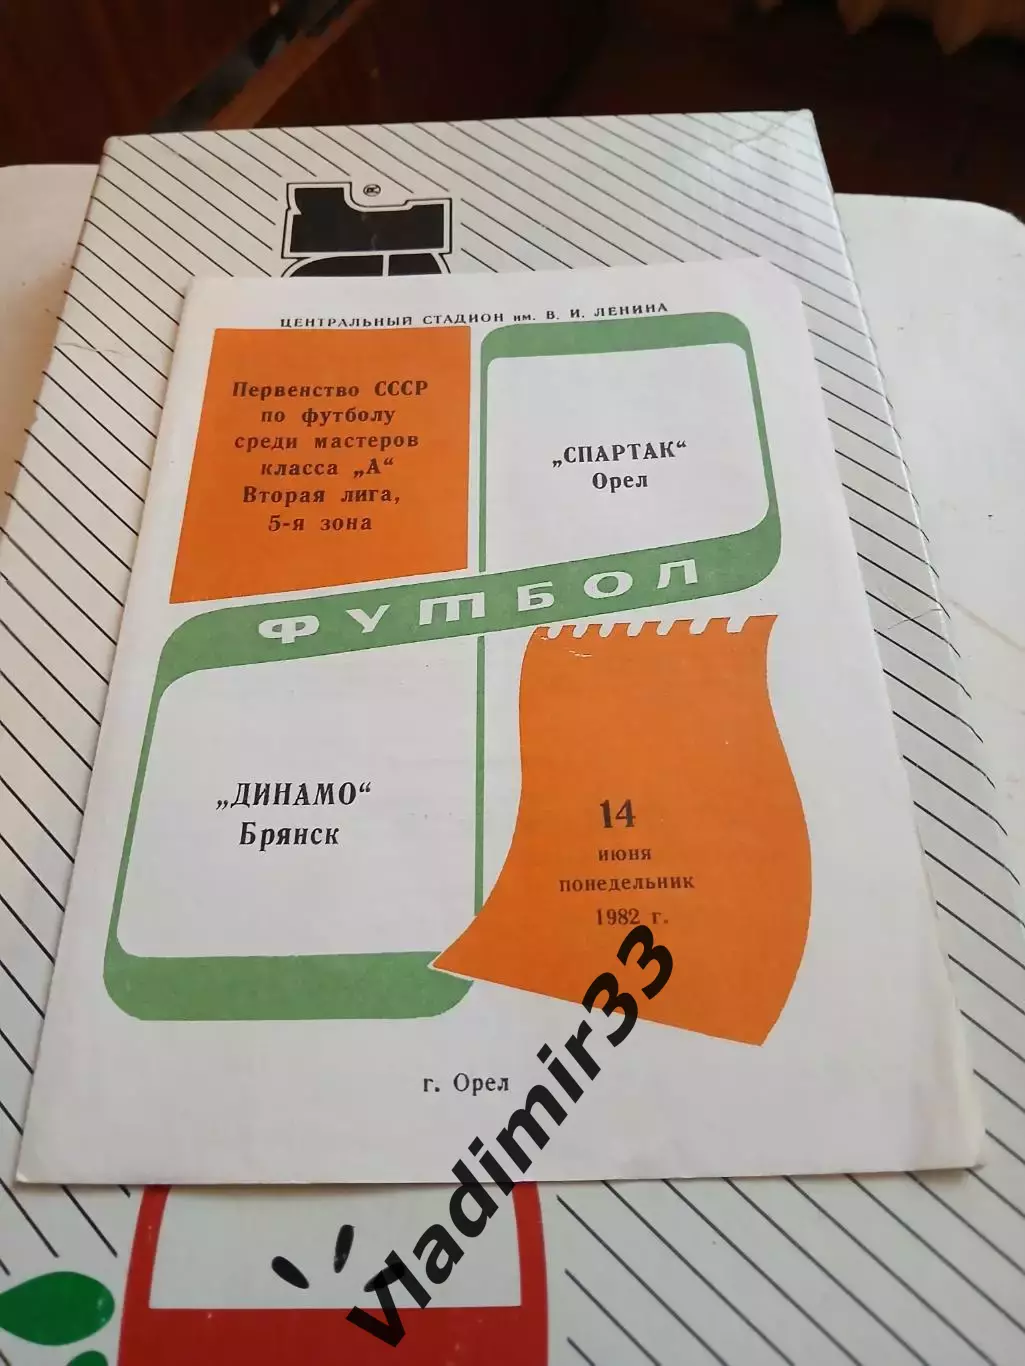 ЦЕНТРАЛЬНЫЙ СТАДИОН им. В. И. ЛЕНИНА
Первенство СССР
по футболу
среди мастеров
класса „А“
Вторая лига,
5-я зона
„СПАРТАК“
Орел
ФУТБОЛ
„ДИНАМО“
Брянск
14
июня
понедельник
1982 г.
г. Орел
vladimir33